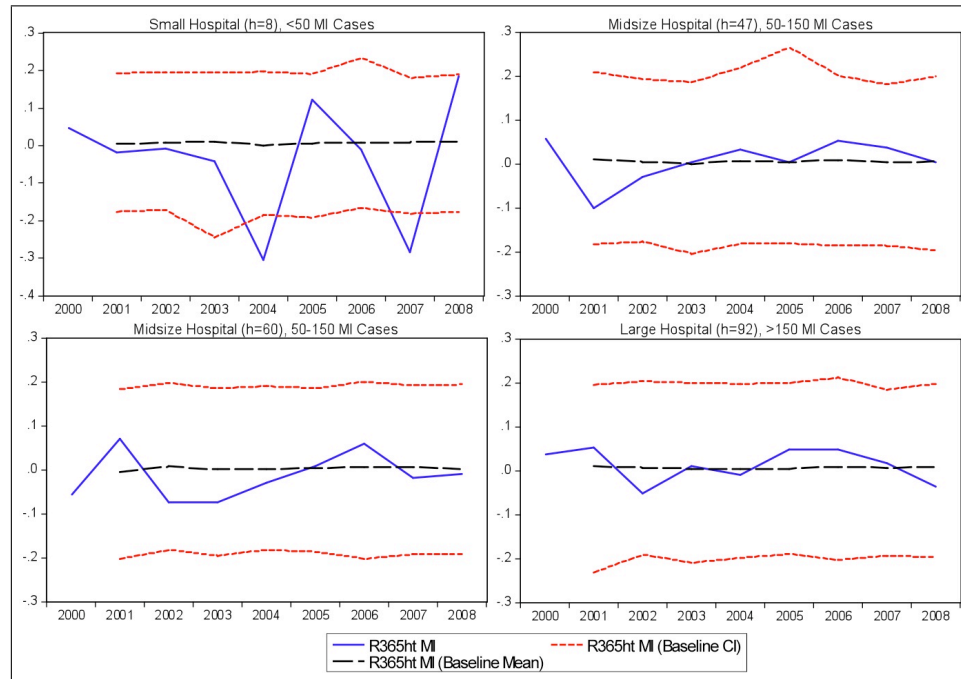 Small Hospital (h=8), <50 MI Cases
.3
.2
.1
.0
-.1
-.2
-.3
-.4
2000 2001 2002 2003 2004 2005 2006 2007 2008
Midsize Hospital (h=47), 50-150 MI Cases
.3
.2
.1
.0
-.1
-.2
-.3
2000 2001 2002 2003 2004 2005 2006 2007 2008
Midsize Hospital (h=60), 50-150 MI Cases
.3
.2
.1
.0
-.1
-.2
-.3
2000 2001 2002 2003 2004 2005 2006 2007 2008
Large Hospital (h=92), >150 MI Cases
.3
.2
.1
.0
-.1
-.2
-.3
2000 2001 2002 2003 2004 2005 2006 2007 2008
R365ht MI
R365ht MI (Baseline CI)
R365ht MI (Baseline Mean)